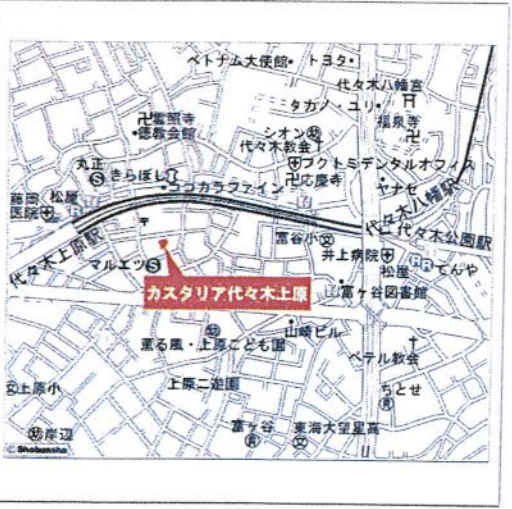 ベトナム大使館
トヨタ
代々木八幡宮
タカノ・ユリ
雲照寺
徳教会館
福泉寺
シオン幼
代々木教会
フクトミデンタルオフィス
丸正
きらぼし
応慶寺
ヤナセ
ココカラファイン
藤岡
医院
松屋
代々木八幡駅
代々木公園駅
代々木上原駅
富谷小
井上病院
マルエツ
松屋
てんや
カスタリア代々木上原
富ヶ谷図書館
山崎ビル
薫る風・上原こども園
ベテル教会
上原小
上原二遊園
ちとせ
岸辺
富ヶ谷
東海大望星高
© Shobunsha